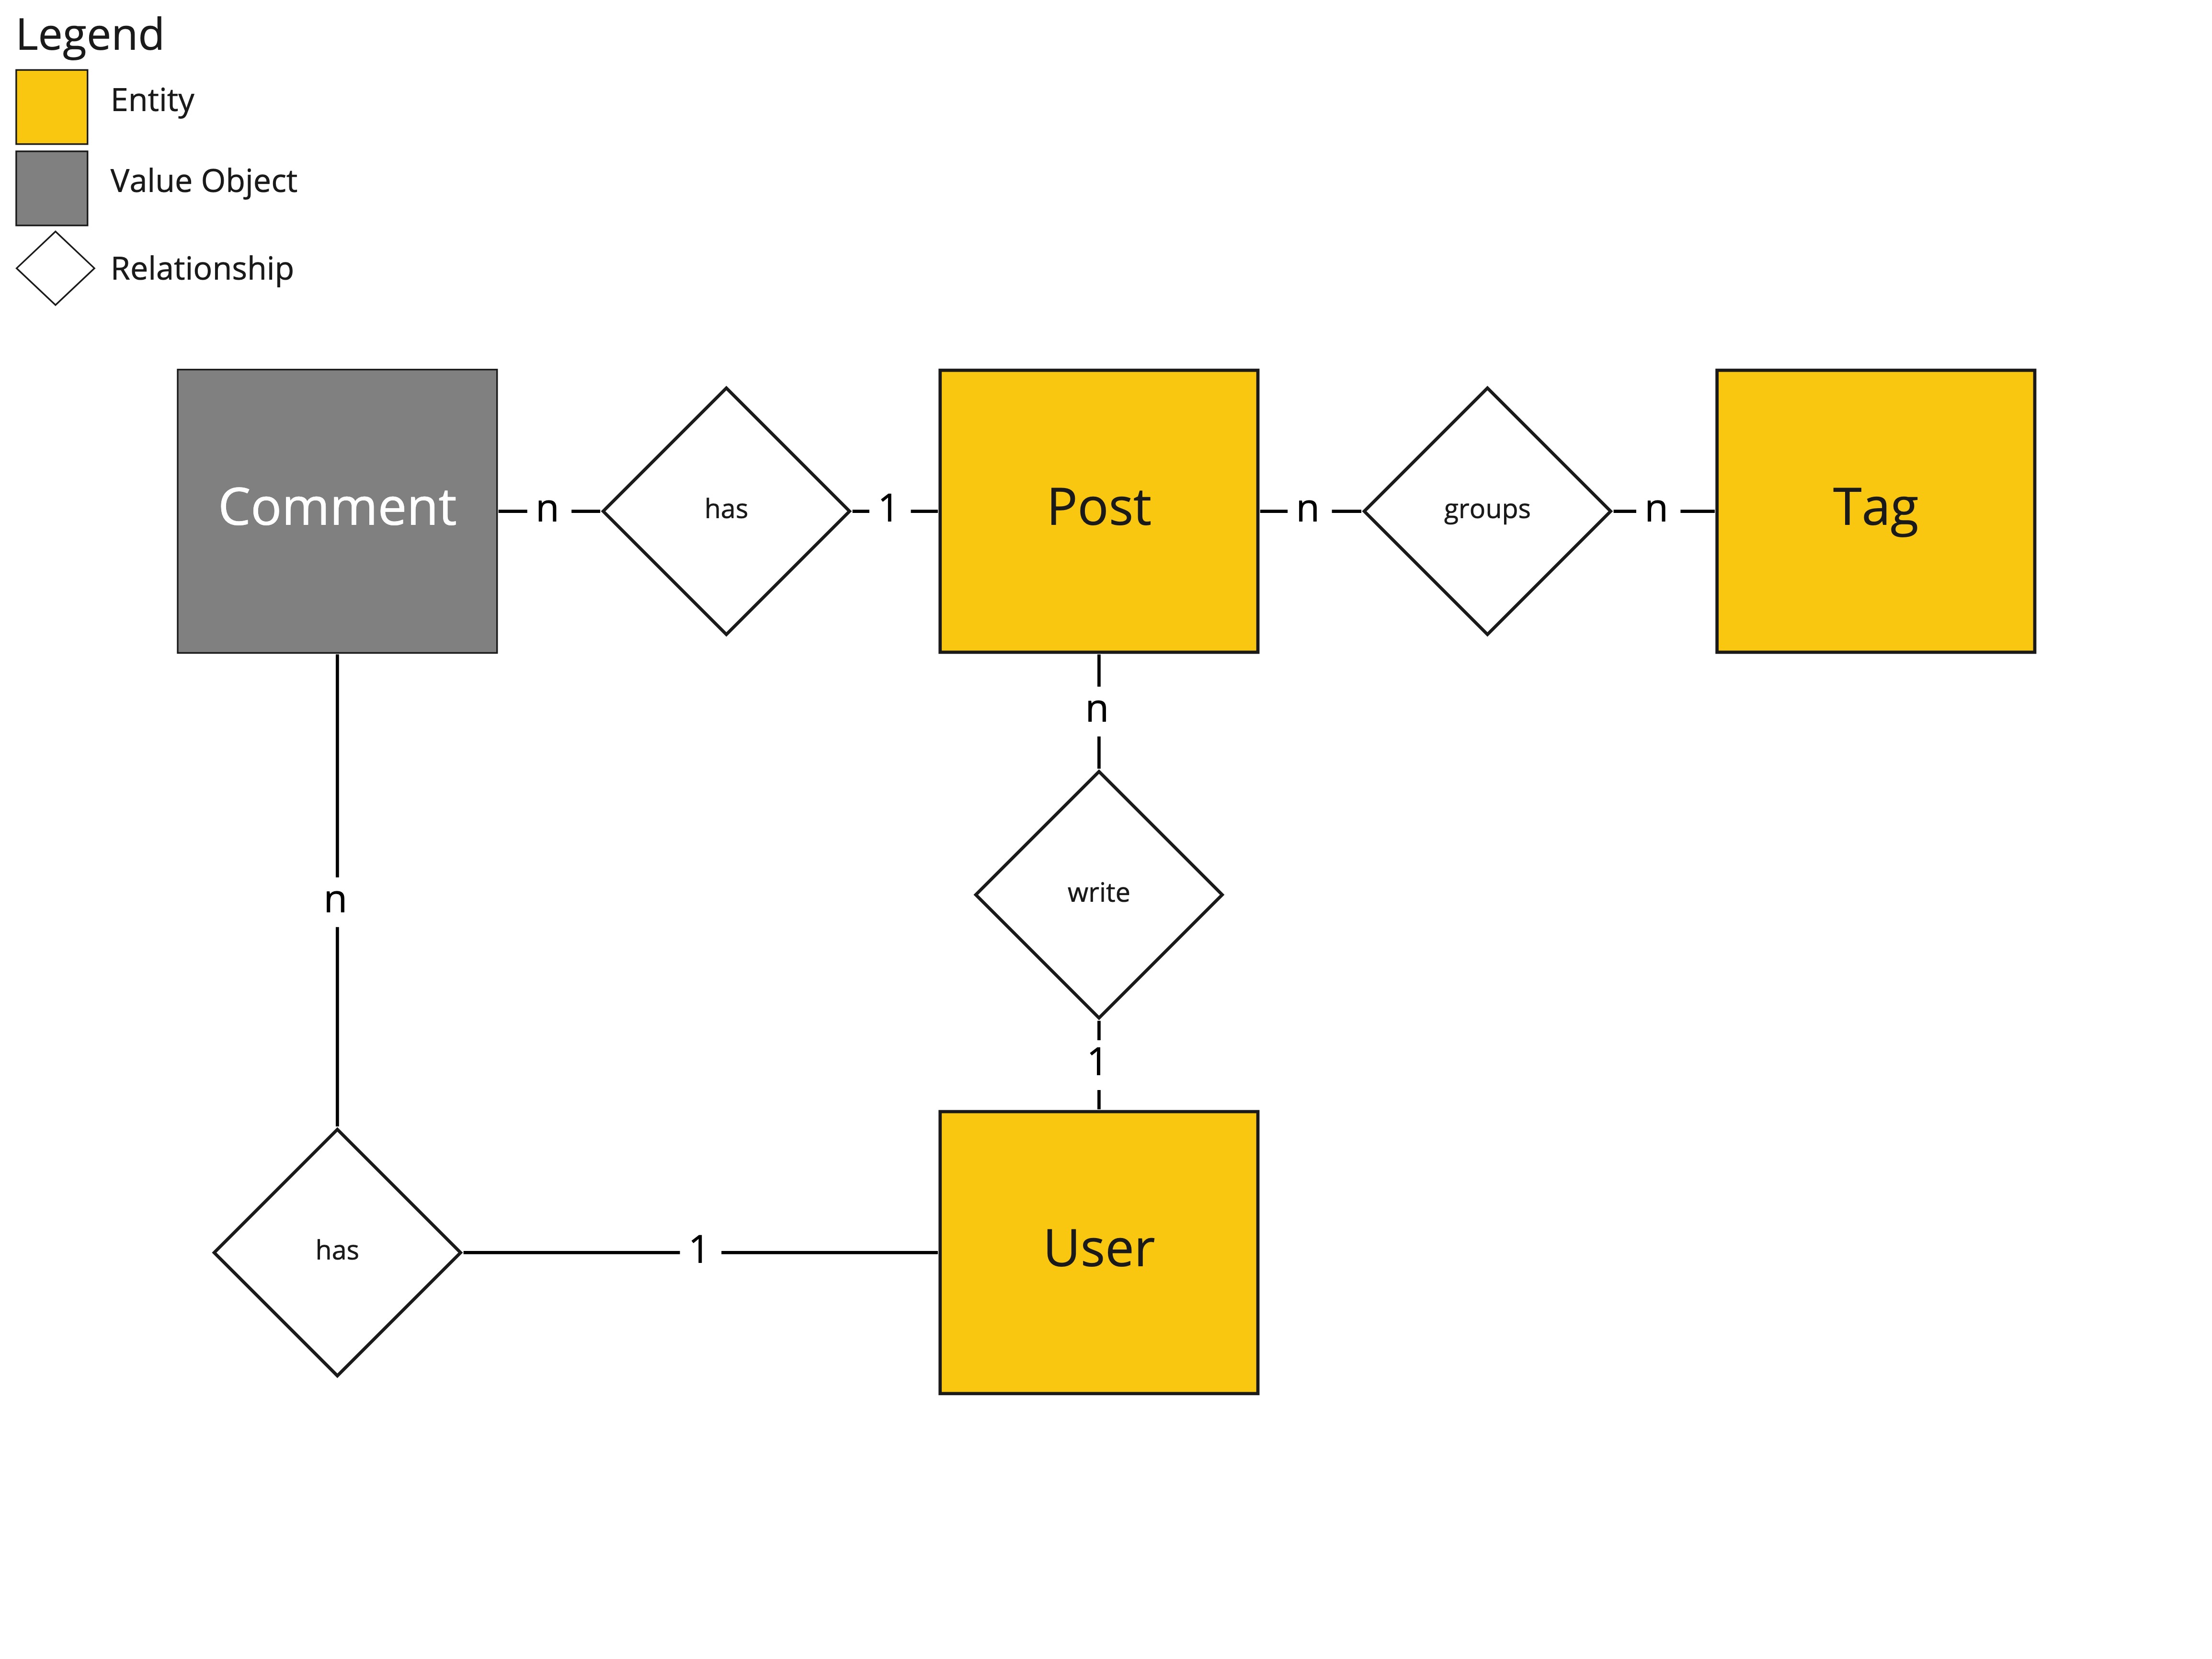 Legend
Entity
Value Object
Relationship
Comment
n
has
1
Post
n
groups
n
Tag
n
write
1
n
has
1
User